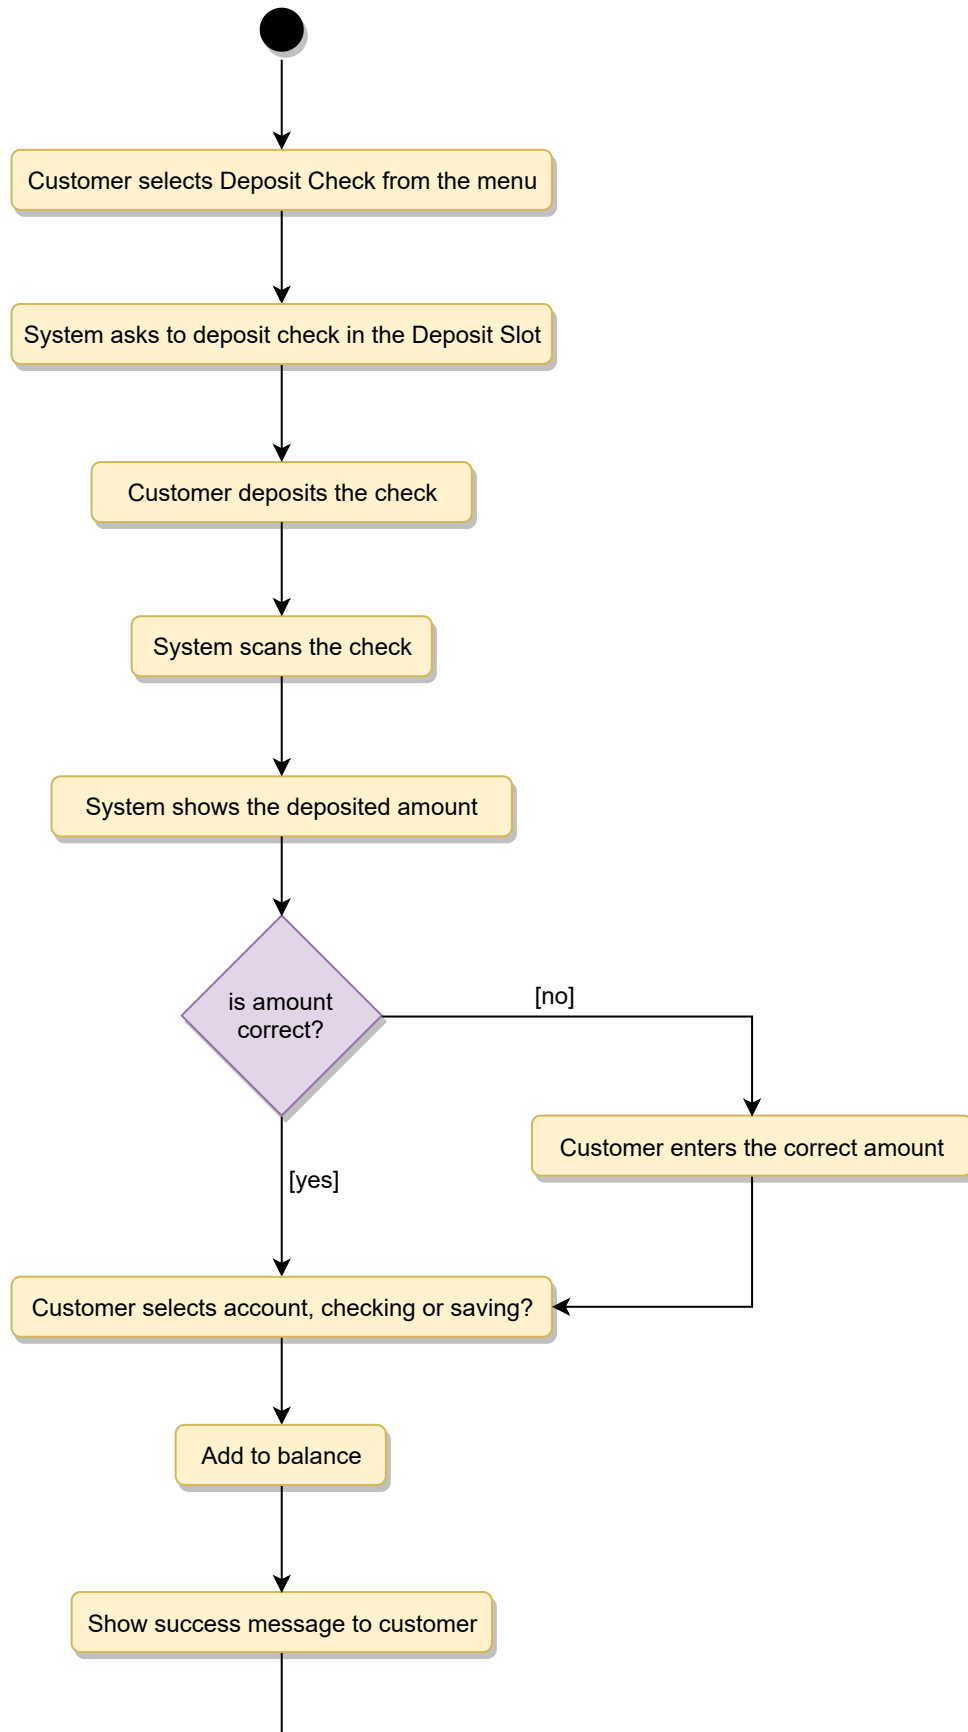 Customer selects Deposit Check from the menu
System asks to deposit check in the Deposit Slot
Customer deposits the check
System scans the check
System shows the deposited amount
is amount
correct?
[no]
Customer enters the correct amount
[yes]
Customer selects account, checking or saving?
Add to balance
Show success message to customer